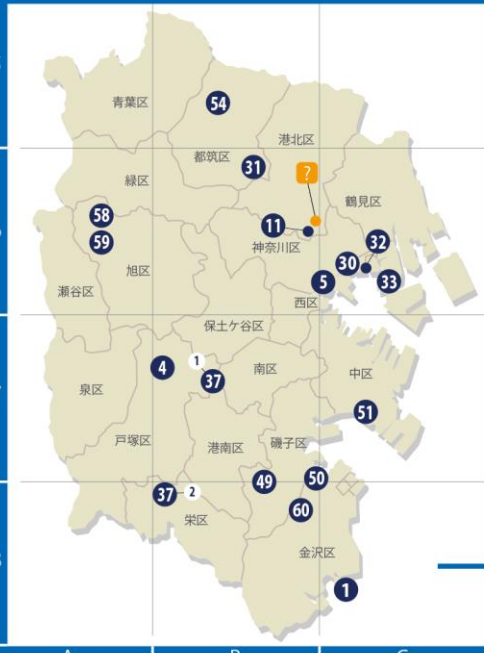 青葉区
54
港北区
都筑区
31
緑区
?
鶴見区
58
11
32
神奈川区
59
30
33
旭区
5
瀬谷区
西区
保土ケ谷区
1
4
37
南区
中区
泉区
51
戸塚区
港南区
磯子区
50
49
37
2
60
栄区
金沢区
1